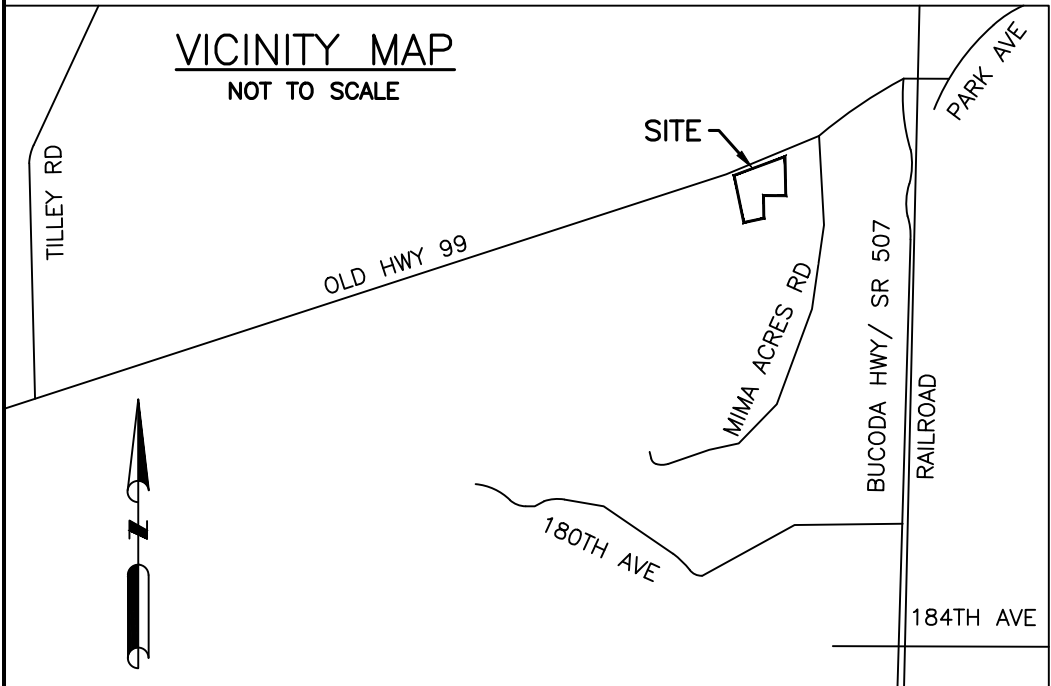 VICINITY MAP
NOT TO SCALE
PARK AVE
SITE
TILLEY RD
OLD HWY 99
MIMA ACRES RD
BUCODA HWY/ SR 507
RAILROAD
N
180TH AVE
184TH AVE